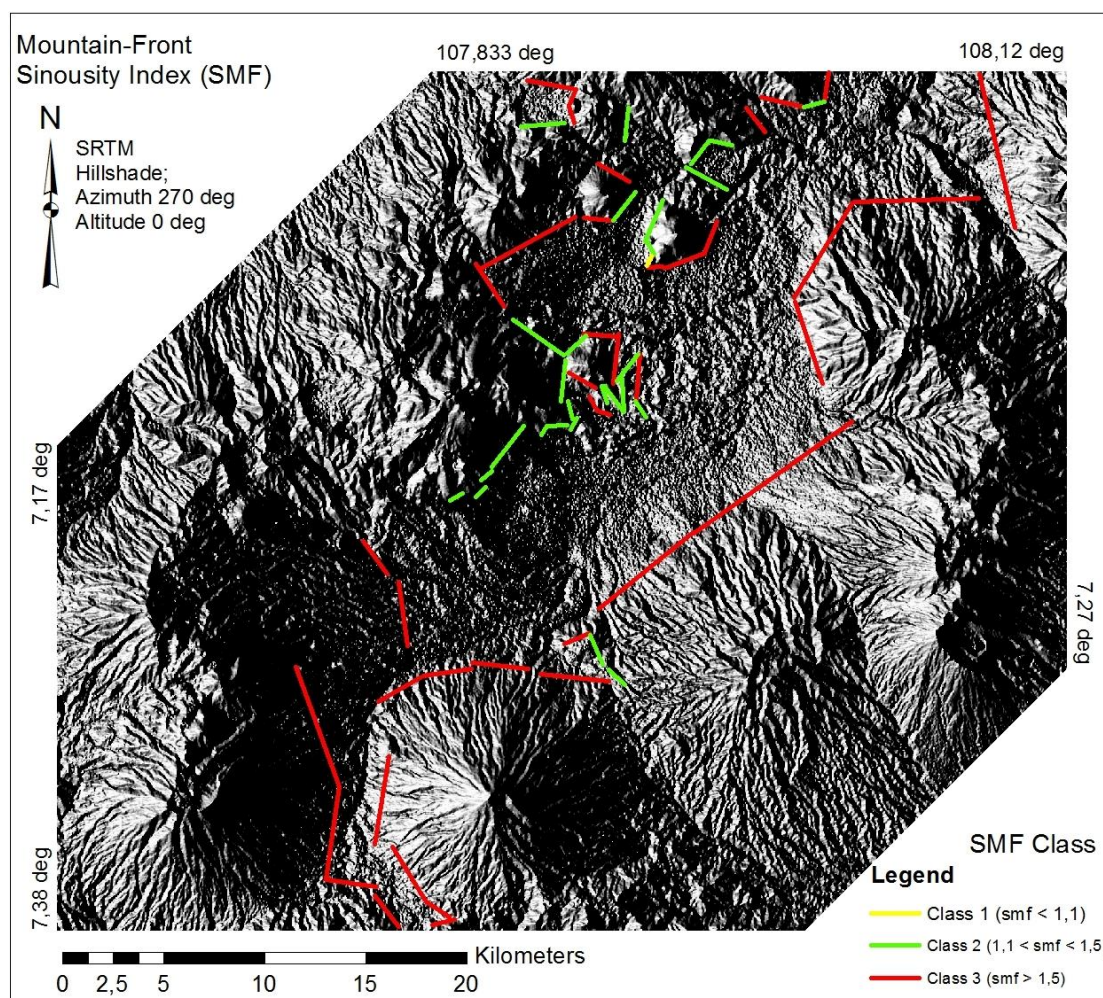 Mountain-Front
Sinousity Index (SMF)
107,833 deg
108,12 deg
N
SRTM
Hillshade;
Azimuth 270 deg
Altitude 0 deg
7,17 deg
7,27 deg
7,38 deg
SMF Class
Legend
Class 1 (smf < 1,1)
Class 2 (1,1 < smf < 1,5
Class 3 (smf > 1,5)
Kilometers
0 2,5 5 10 15 20